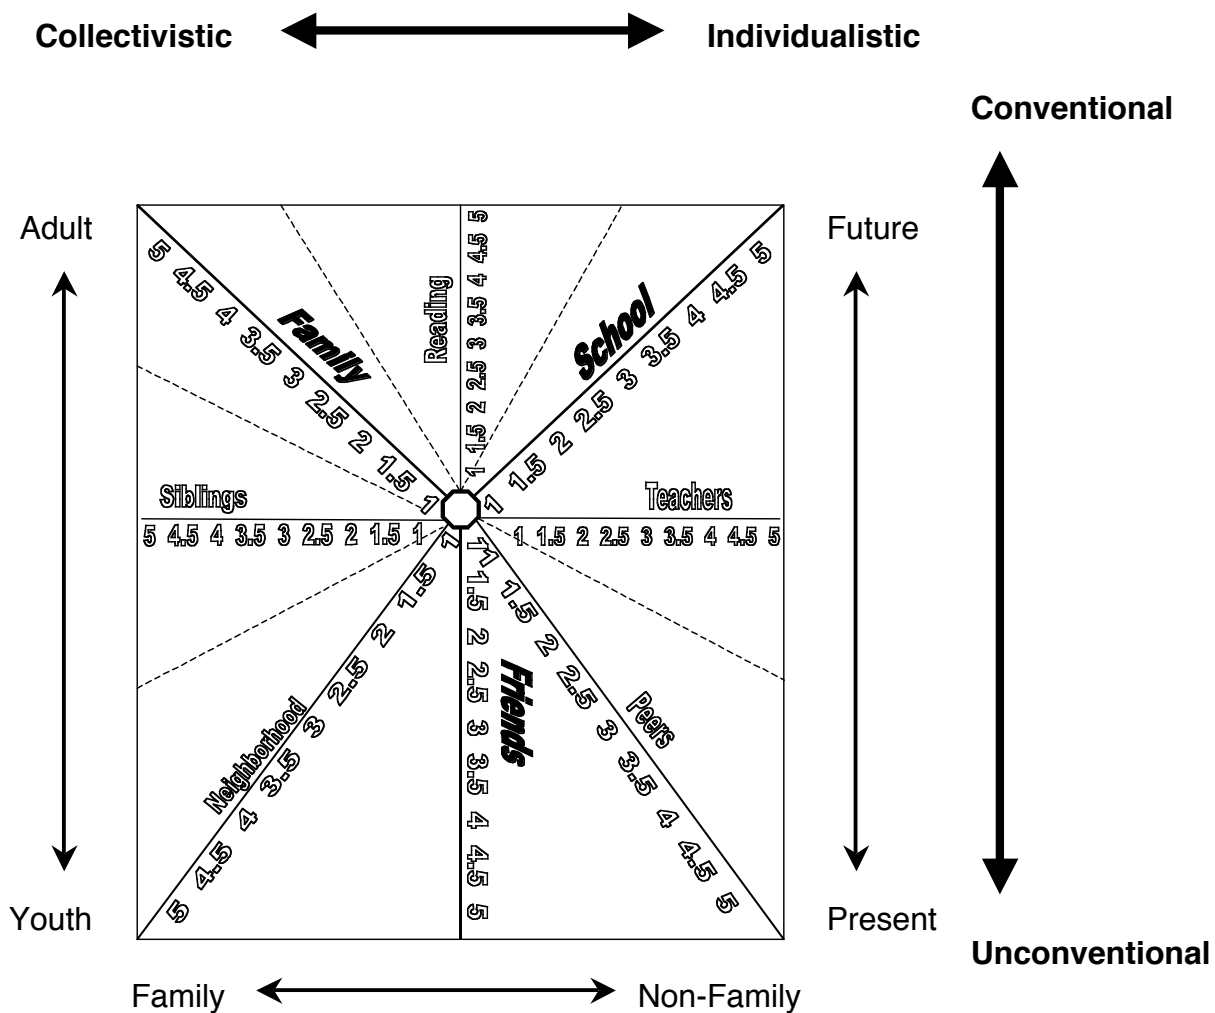 Collectivistic
Individualistic
Conventional
Adult
Future
Family
5 4.5 4 3.5 3 2.5 2 1.5 1
Reading
5 4.5 4 3.5 3 2.5 2 1.5 1
School
1 1.5 2 2.5 3 3.5 4 4.5 5
Siblings
5 4.5 4 3.5 3 2.5 2 1.5 1
Teachers
1 1.5 2 2.5 3 3.5 4 4.5 5
Neighborhood
1 1.5 2 2.5 3 3.5 4 4.5 5
Friends
1 1.5 2 2.5 3 3.5 4 4.5 5
Peers
1 1.5 2 2.5 3 3.5 4 4.5 5
Youth
Present
Unconventional
Family
Non-Family